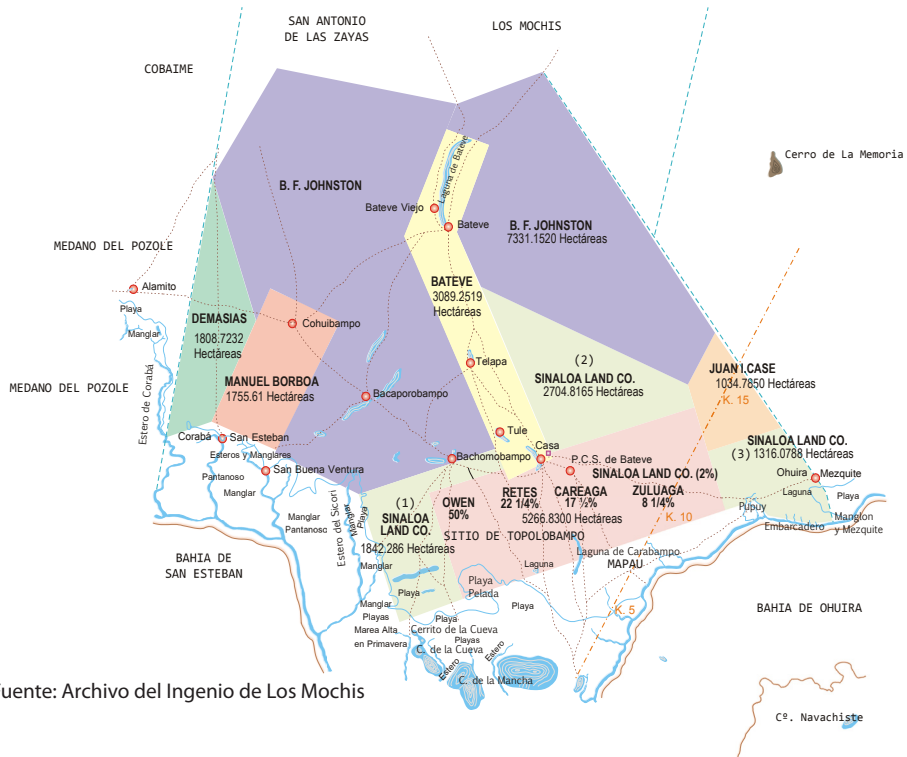 SAN ANTONIO
DE LAS ZAYAS
LOS MOCHIS
COBAIME
Cerro de La Memoria
Laguna de Bateve
B. F. JOHNSTON
Bateve Viejo
Bateve
B. F. JOHNSTON
7331.1520 Hectáreas
MEDANO DEL POZOLE
Alamito
BATEVE
3089.2519
Hectáreas
Playa
Manglar
DEMASIAS
1808.7232
Hectáreas
Cohuibampo
Telapa
(2)
SINALOA LAND CO.
2704.8165 Hectáreas
JUAN I.CASE
1034.7850 Hectáreas
K. 15
MEDANO DEL POZOLE
Estero de Corabá
MANUEL BORBOA
1755.61 Hectáreas
Bacaporobampo
Tule
Corabá
San Esteban
Esteros y Manglares
Casa
SINALOA LAND CO.
(3) 1316.0788 Hectáreas
Bachomobampo
P.C.S. de Bateve
Pantanoso
San Buena Ventura
SINALOA LAND CO. (2%)
Ohuira
Mezquite
Manglar
Laguna
Playa
(1)
SINALOA
LAND CO.
1842.286 Hectáreas
OWEN
50%
RETES
22 1/4%
CAREAGA
17 ½%
ZULUAGA
8 1/4%
5266.8300 Hectáreas
K. 10
Pupuy
Embarcadero
Mangton
y Mezquite
Manglar
Pantanosc
Estero del Sicori
Manglar
Playa
SITIO DE TOPOLOBAMPO
BAHIA DE
SAN ESTEBAN
Laguna de Carabampo
MAPAU
Laguna
Manglar
Playa
Pelada
Playa
Manglar
Playas
Marea Alta
en Primavera
Playa
Playa
K. 5
BAHIA DE OHUIRA
Cerrito de la Cueva
Playas
C. de la Cueva
Estero
Estero
C. de la Mancha
uente: Archivo del Ingenio de Los Mochis
Cº. Navachiste